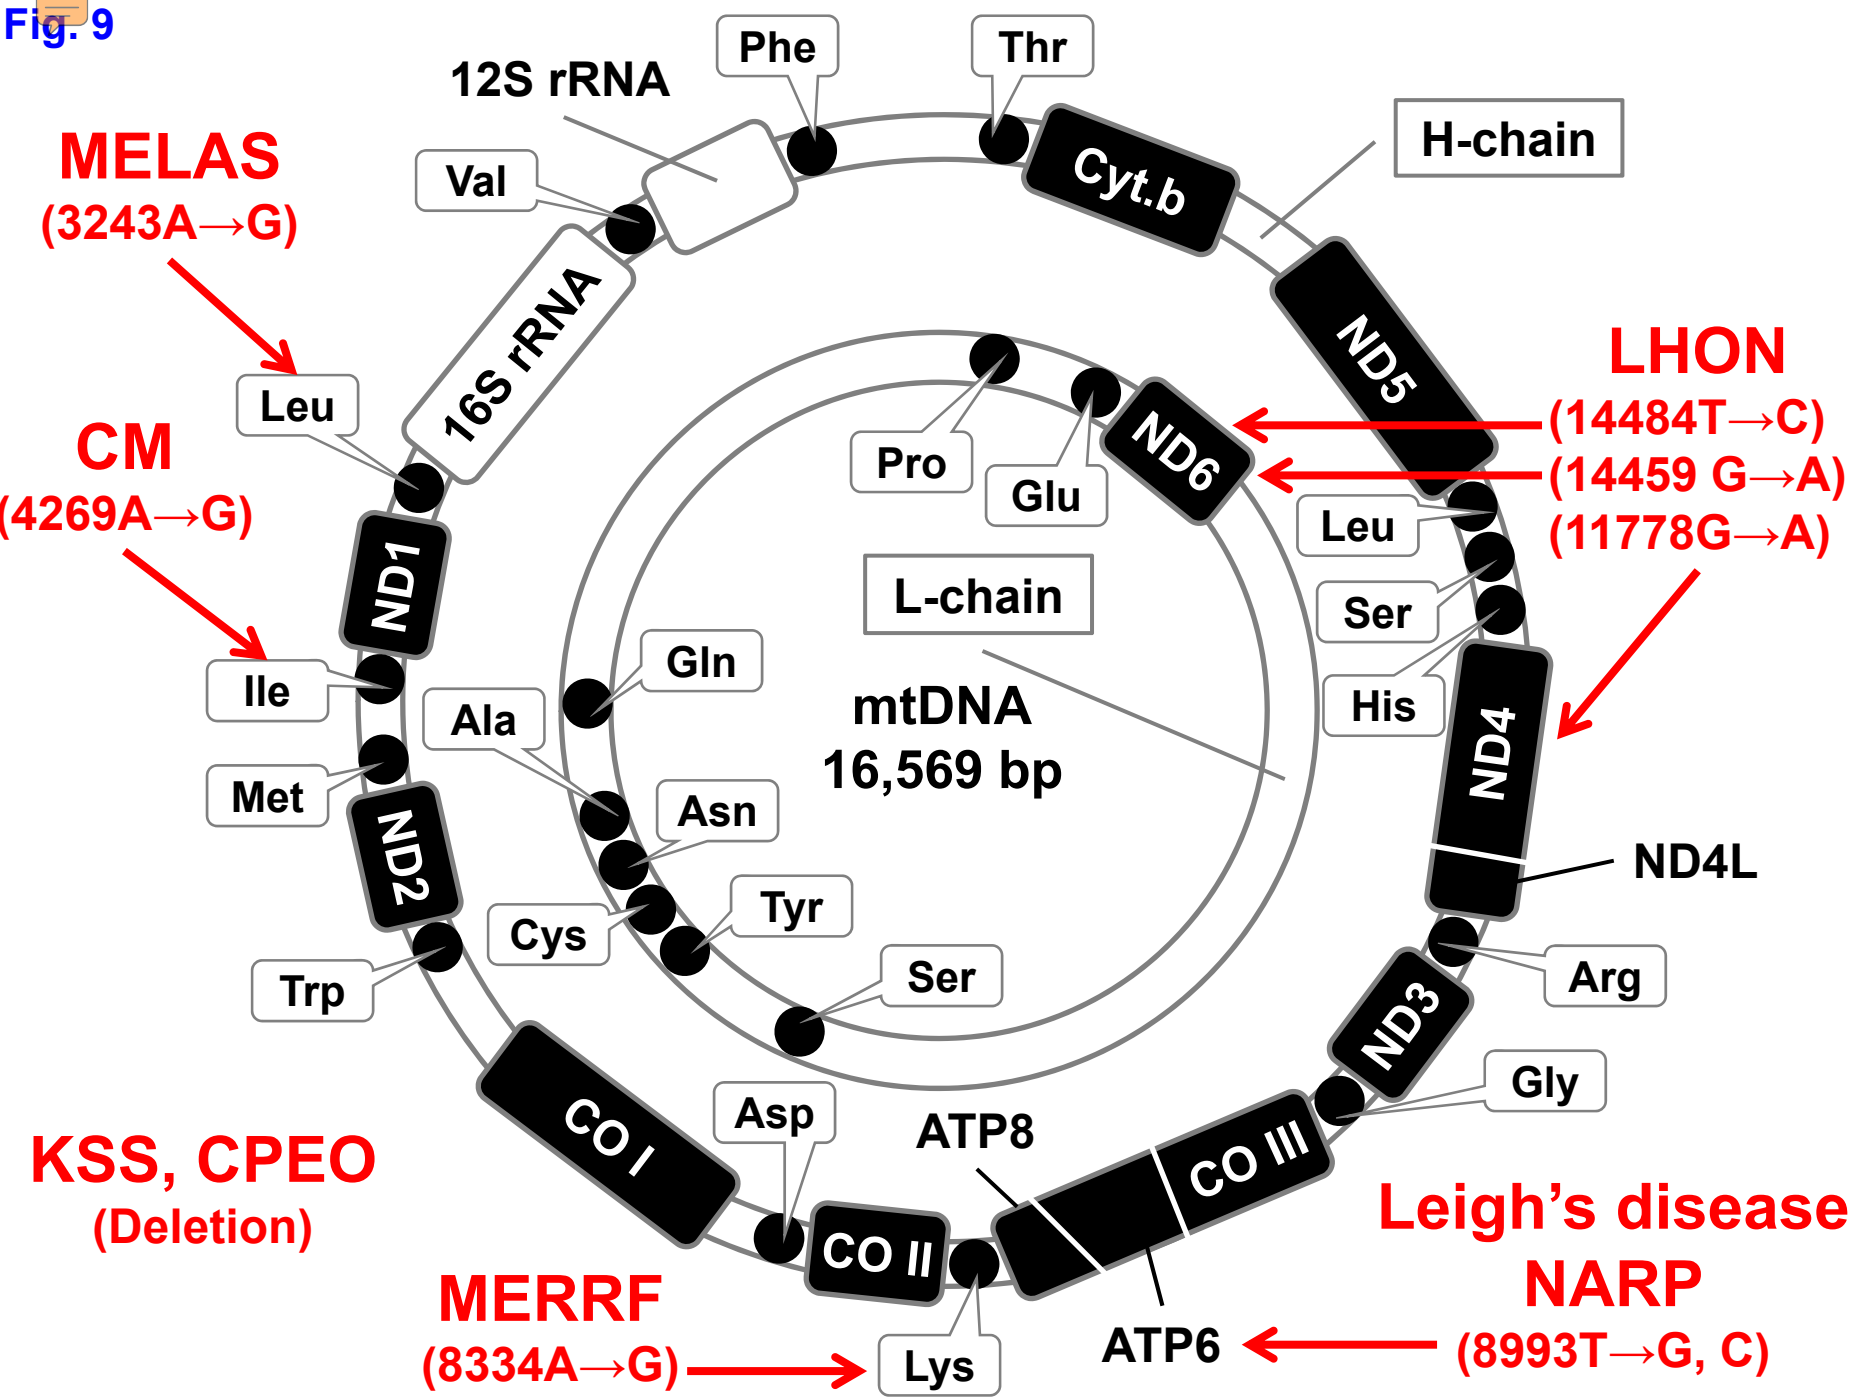 Fig. 9
Phe
Thr
12S rRNA
H-chain
MELAS
(3243A→G)
Val
Cyt.b
16S rRNA
ND5
LHON
(14484T→C)
(14459 G→A)
(11778G→A)
Leu
CM
(4269A→G)
Pro
Glu
ND6
Leu
Ser
His
ND1
L-chain
Ile
Gln
Ala
mtDNA
16,569 bp
ND4
Met
Asn
ND2
ND4L
Cys
Tyr
Trp
Ser
Arg
ND3
Gly
CO I
Asp
ATP8
CO III
KSS, CPEO
(Deletion)
CO II
Leigh’s disease
NARP
(8993T→G, C)
MERRF
(8334A→G)
Lys
ATP6